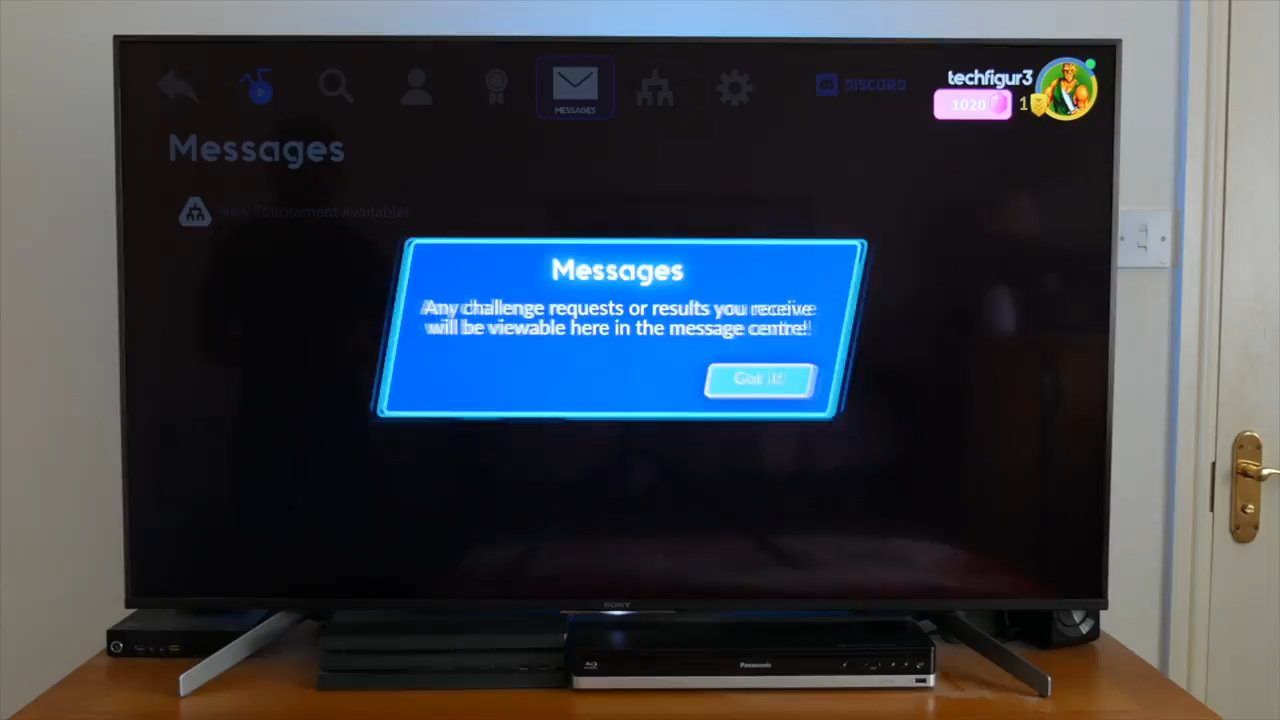 techfigur3
MESSAGES
DISCORD
1020
1
Messages
New Tournament Available!
Messages
Any challenge requests or results you receive
will be viewable here in the message centre!
Got it!
SONY
Panasonic